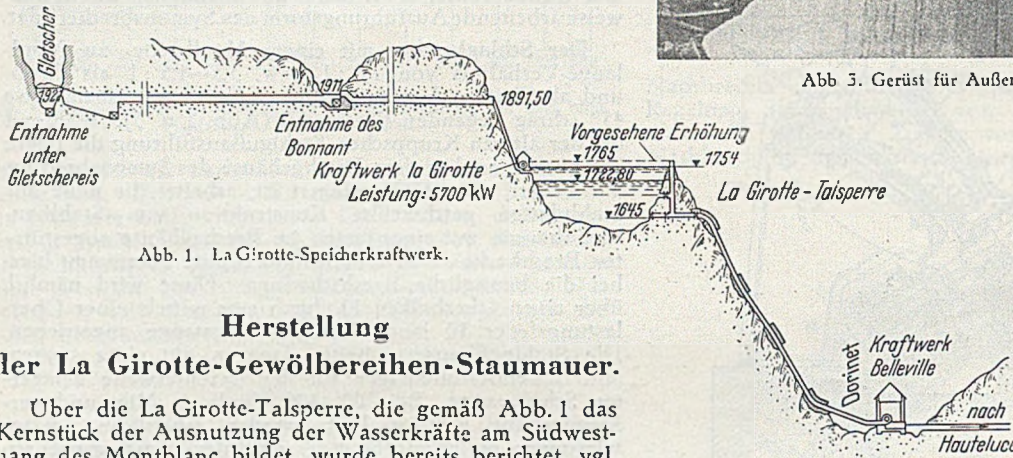 Gletscher
1921
Entnahme
unter
Gletschereis
1911
Entnahme des
Bonnant
1891,50
Kraftwerk la Girotte
Leistung: 5700 kW
Vorgesehene Erhöhung
1765
1754
1722,80
1645
La Girotte - Talsperre
Dorinet
Kraftwerk
Belleville
nach
Hauteluce
Abb. 1. La Girotte-Speicherkraftwerk.
Abb 3. Gerüst für Außer
Herstellung
der La Girotte-Gewölbereihen-Staumauer.
Über die La Girotte-Talsperre, die gemäß Abb. 1 das
Kernstück der Ausnutzung der Wasserkräfte am Südwest-
hang des Montblanc bildet, wurde bereits berichtet, vgl.